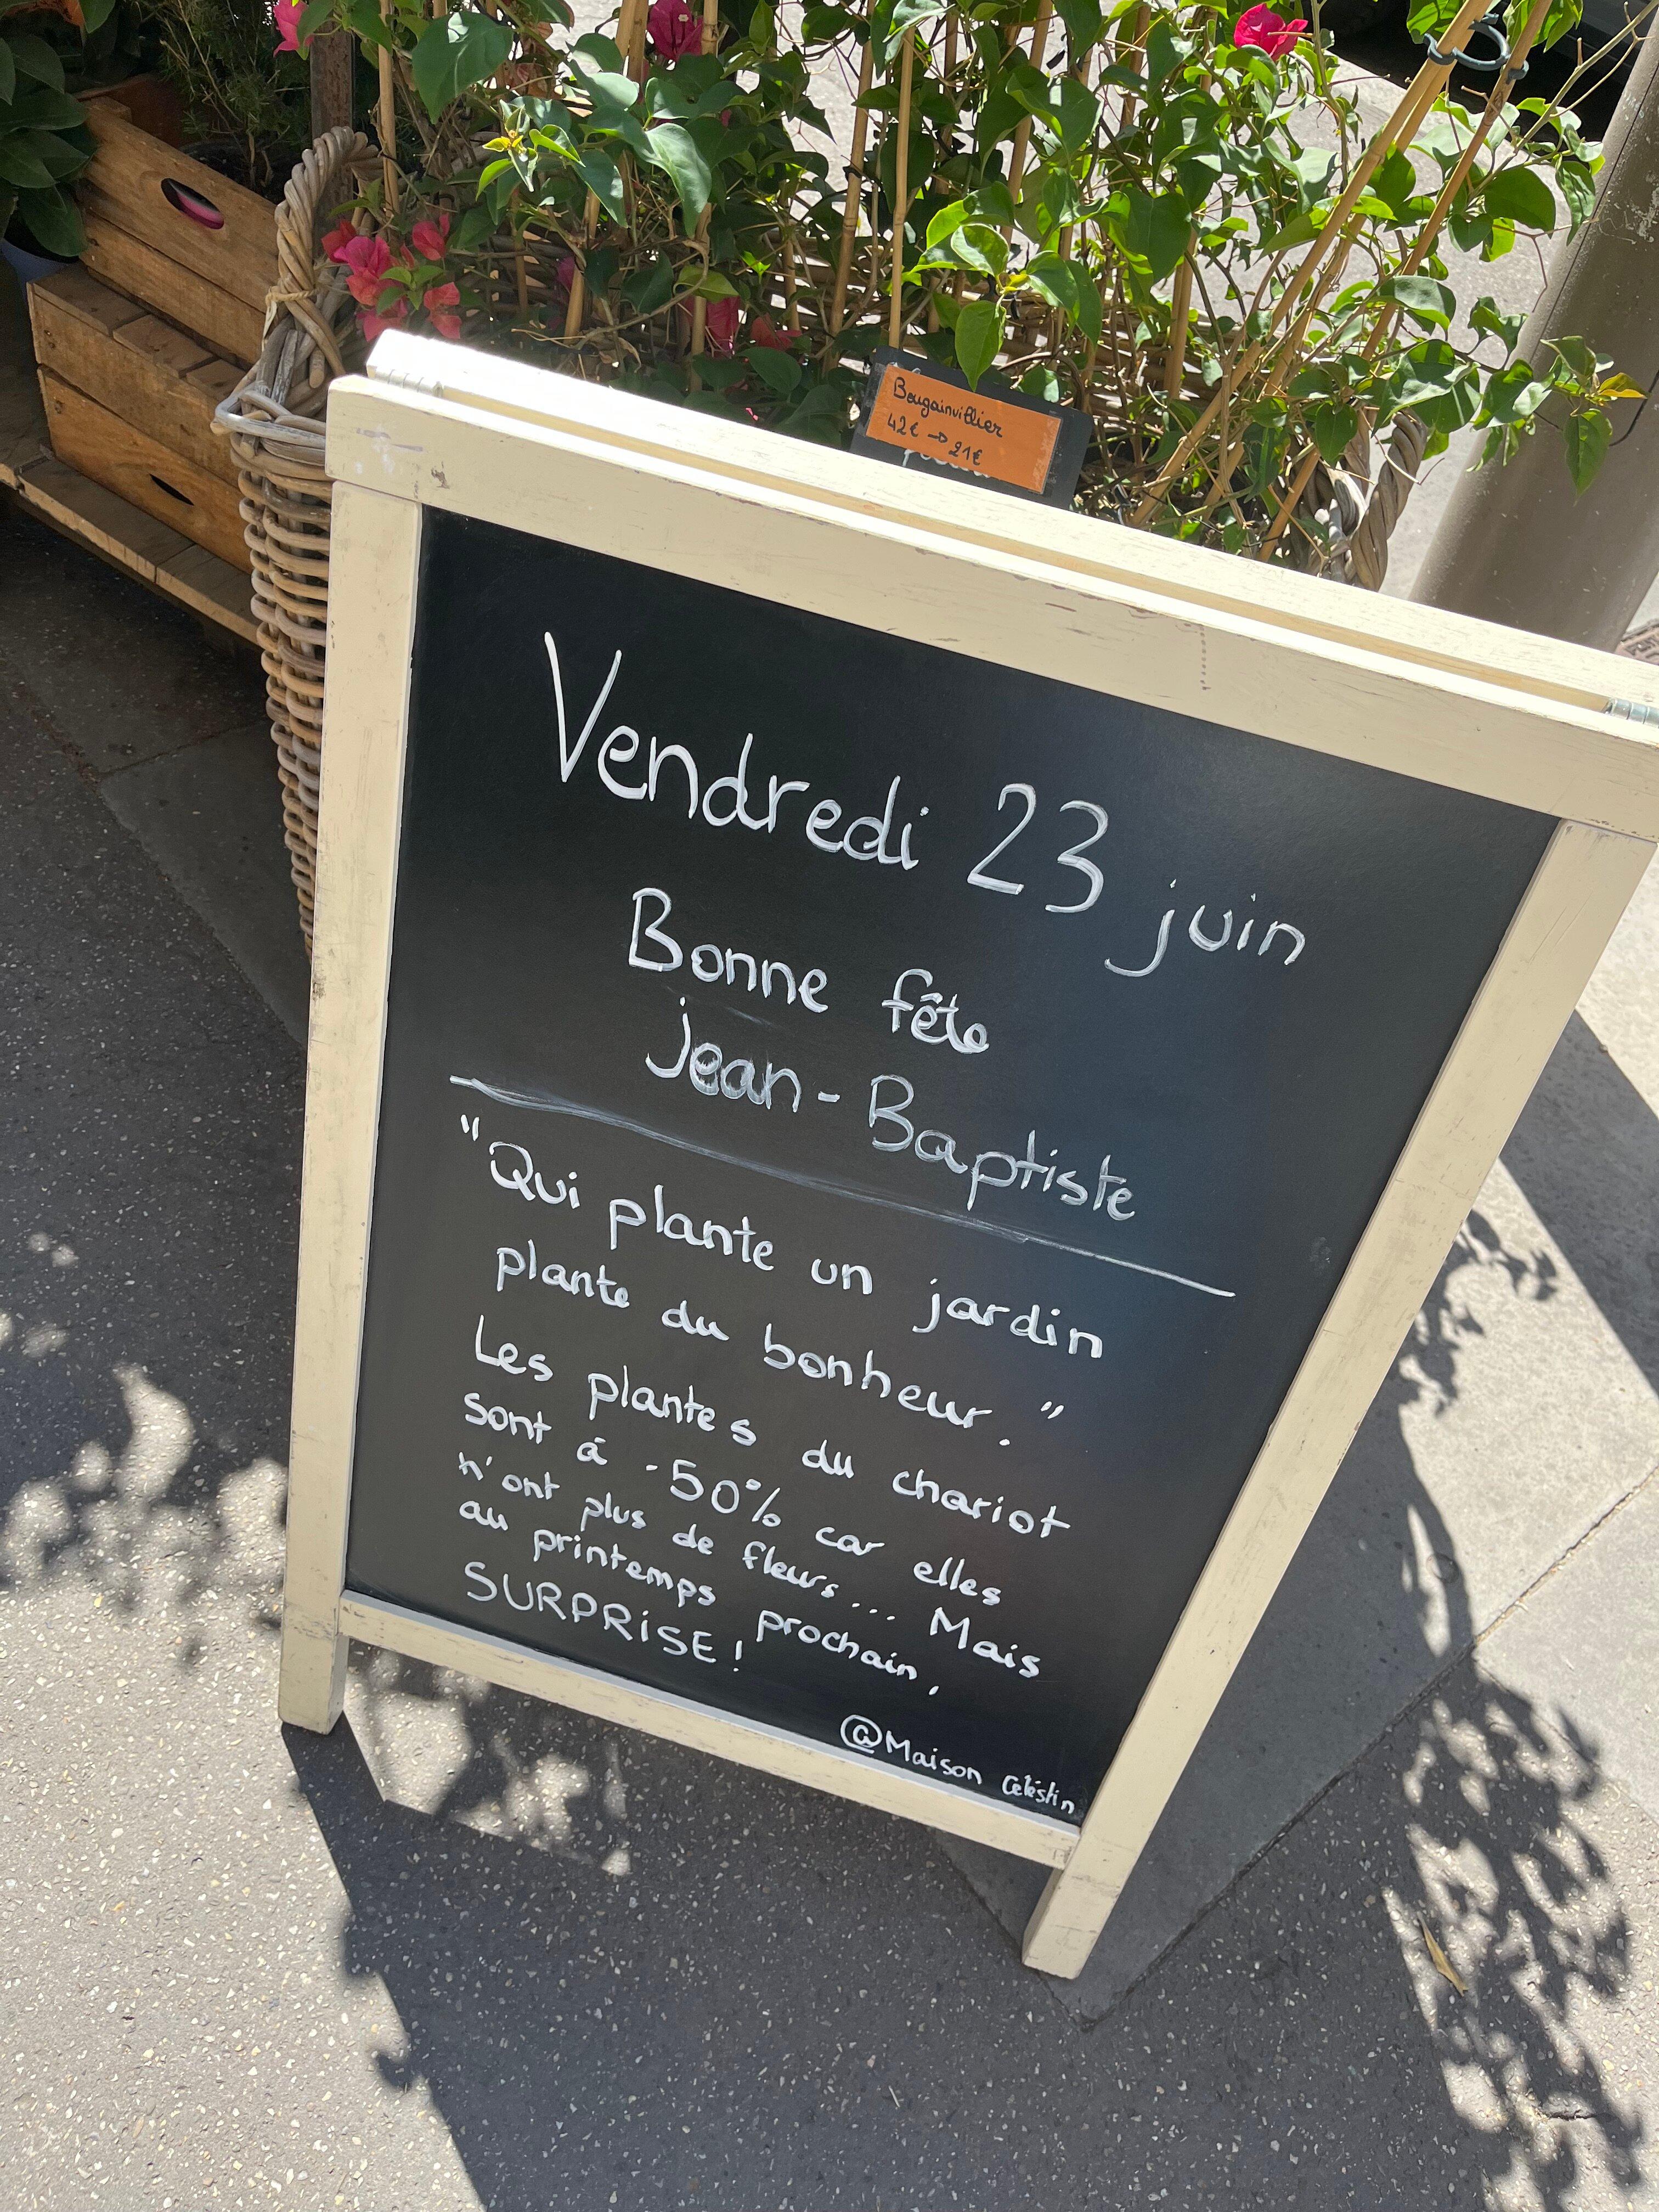 Bougainvillier
42€ → 21€
Vendredi 23 juin
Bonne fête
Jean-Baptiste
"Qui plante un jardin
plante du bonheur."
Les plantes du chariot
sont à -50% car elles
n'ont plus de fleurs... Mais
au printemps prochain,
SURPRiSE!
@Maison Célestin